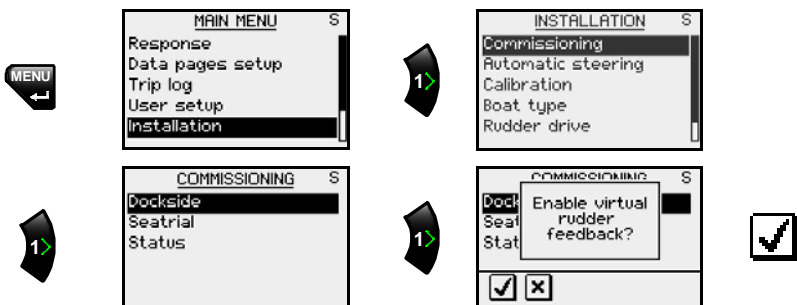 MENU
MAIN MENU S
Response
Data pages setup
Trip log
User setup
Installation
1>
INSTALLATION S
Commissioning
Automatic steering
Calibration
Boat type
Rudder drive
1>
COMMISSIONING S
Dockside
Seatrial
Status
1>
COMMISSIONING S
Dock
Seat
Stat
Enable virtual
rudder
feedback?